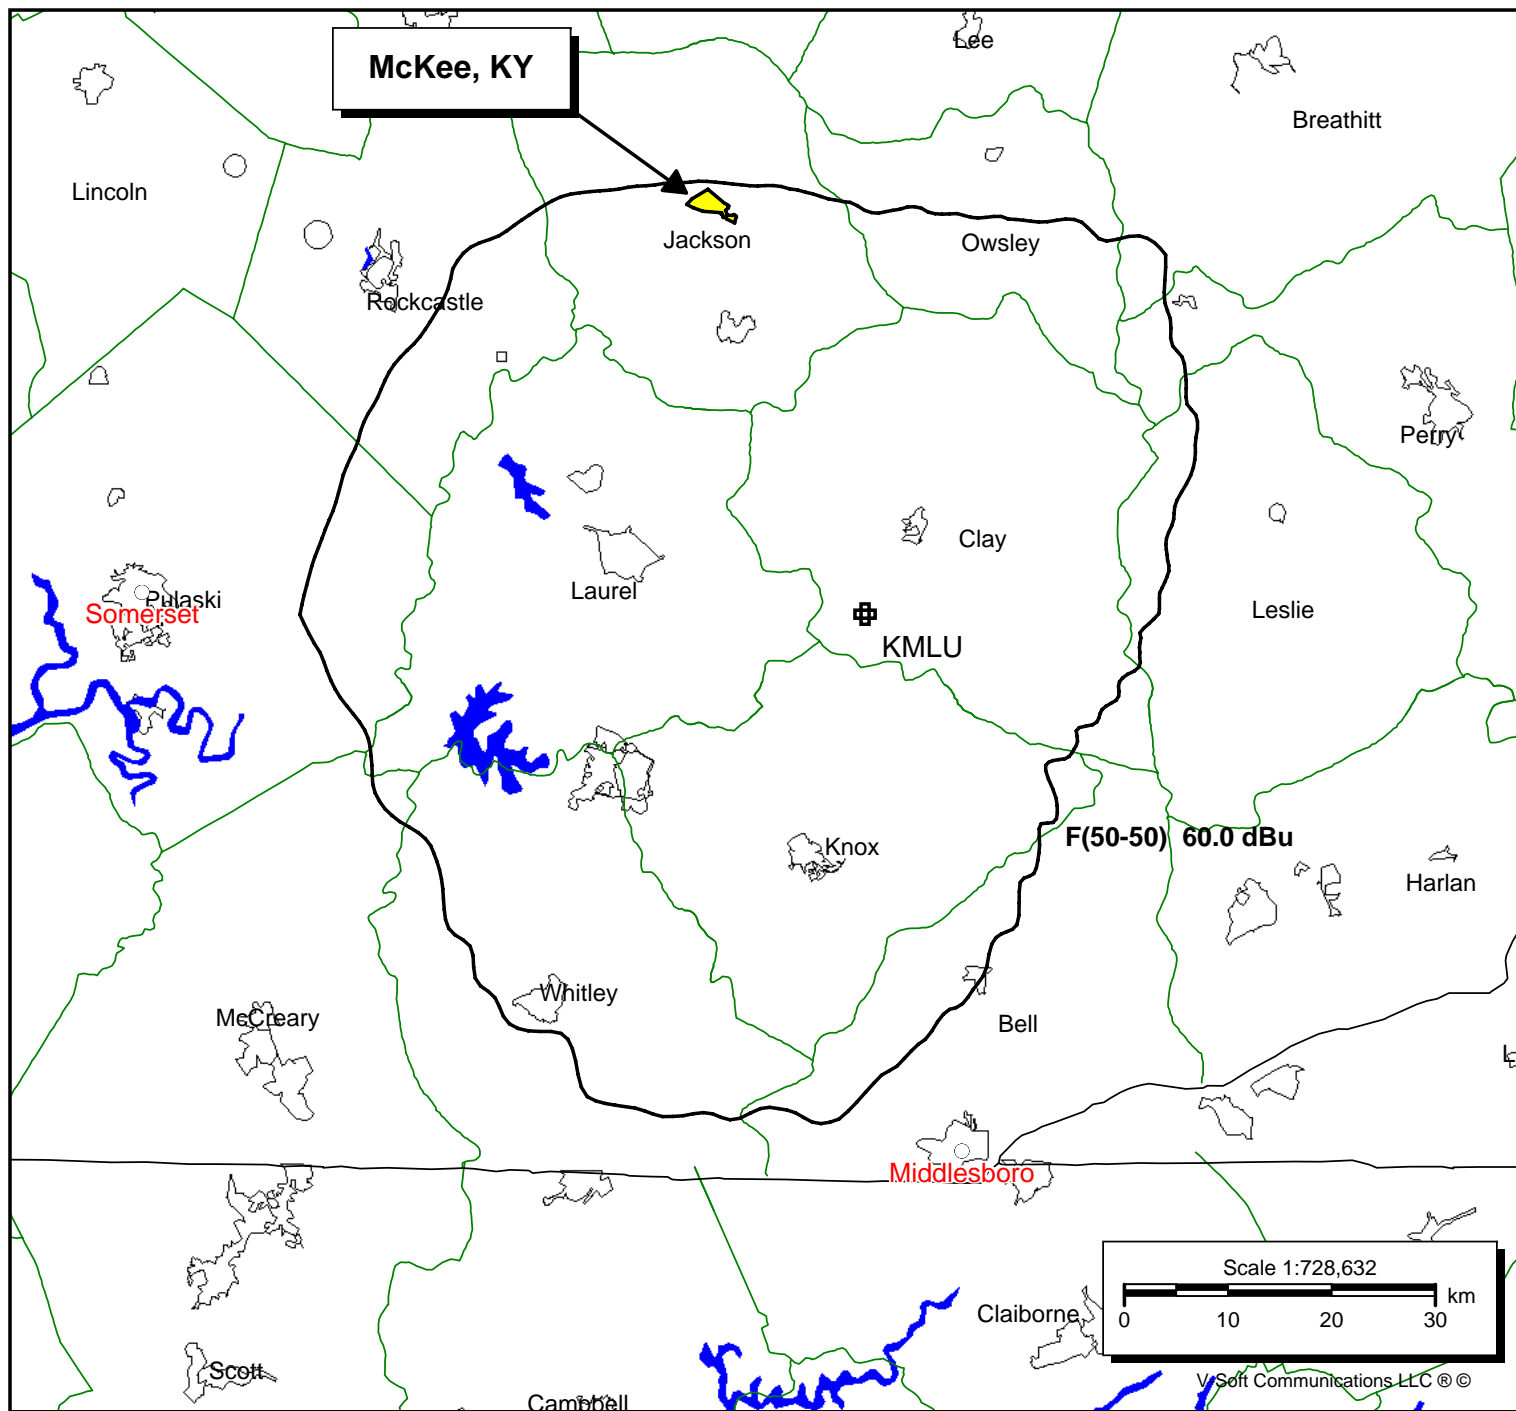 Lee
McKee, KY
Breathitt
Lincoln
Jackson
Owsley
Rockcastle
Perry
Clay
Laurel
Pulaski
Somerset
Leslie
KMLU
F(50-50) 60.0 dBu
Knox
Harlan
Whitley
McCreary
Bell
L
Middlesboro
Scale 1:728,632
km
0 10 20 30
Claiborne
Scott
V-Soft Communications LLC ® ©
Campbell